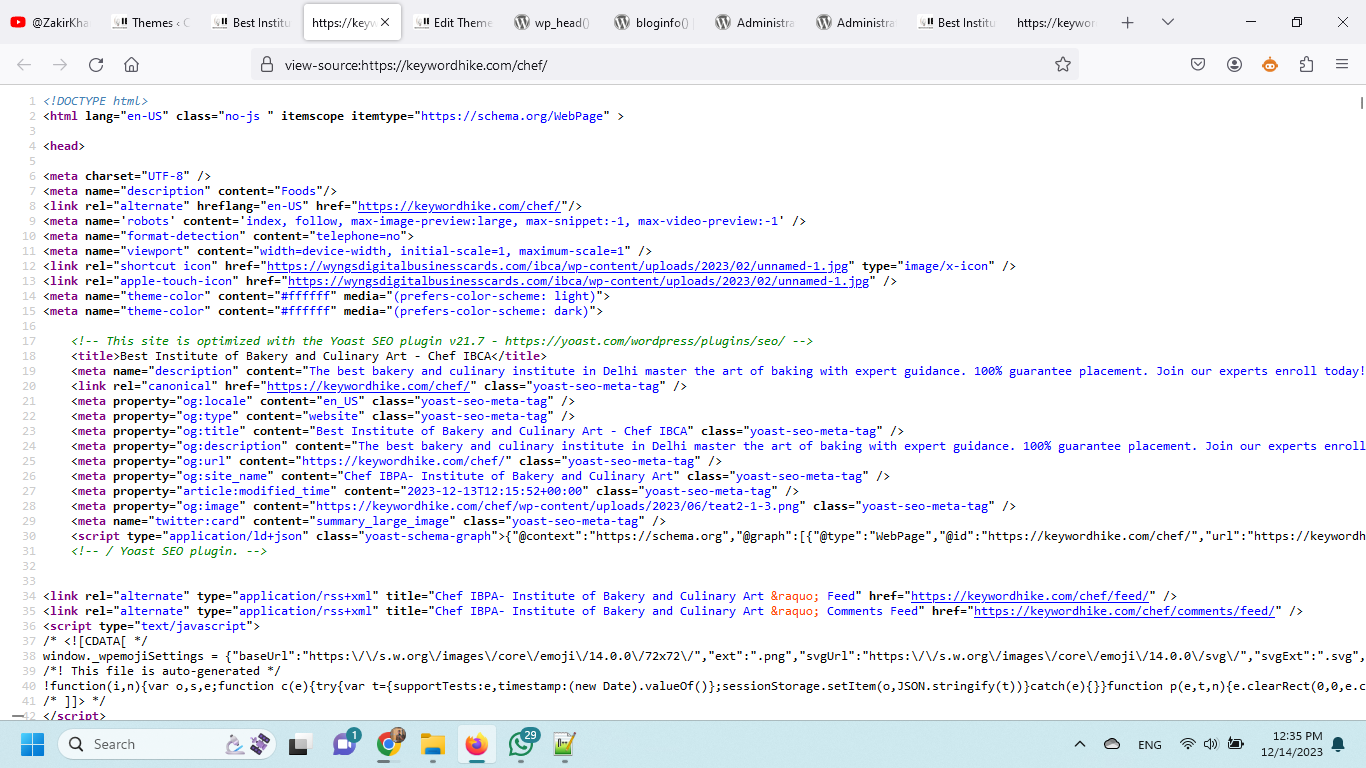 @ZakirKha
Themes ‹ C
Best Institu
https://keyw
Edit Theme
wp_head()
bloginfo()
Administra
Administra
Best Institu
https://keywor
view-source:https://keywordhike.com/chef/
1 <!DOCTYPE html>
2 <html lang="en-US" class="no-js " itemscope itemtype="https://schema.org/WebPage" >
3
4 <head>
5
6 <meta charset="UTF-8" />
7 <meta name="description" content="Foods"/>
8 <link rel="alternate" hreflang="en-US" href="https://keywordhike.com/chef/"/>
9 <meta name='robots' content='index, follow, max-image-preview:large, max-snippet:-1, max-video-preview:-1' />
10 <meta name="format-detection" content="telephone=no">
11 <meta name="viewport" content="width=device-width, initial-scale=1, maximum-scale=1" />
12 <link rel="shortcut icon" href="https://wyngsdigitalbusinesscards.com/ibca/wp-content/uploads/2023/02/unnamed-1.jpg" type="image/x-icon" />
13 <link rel="apple-touch-icon" href="https://wyngsdigitalbusinesscards.com/ibca/wp-content/uploads/2023/02/unnamed-1.jpg" />
14 <meta name="theme-color" content="#ffffff" media="(prefers-color-scheme: light)">
15 <meta name="theme-color" content="#ffffff" media="(prefers-color-scheme: dark)">
16
17 <!-- This site is optimized with the Yoast SEO plugin v21.7 - https://yoast.com/wordpress/plugins/seo/ -->
18 <title>Best Institute of Bakery and Culinary Art - Chef IBCA</title>
19 <meta name="description" content="The best bakery and culinary institute in Delhi master the art of baking with expert guidance. 100% guarantee placement. Join our experts enroll today!
20 <link rel="canonical" href="https://keywordhike.com/chef/" class="yoast-seo-meta-tag" />
21 <meta property="og:locale" content="en_US" class="yoast-seo-meta-tag" />
22 <meta property="og:type" content="website" class="yoast-seo-meta-tag" />
23 <meta property="og:title" content="Best Institute of Bakery and Culinary Art - Chef IBCA" class="yoast-seo-meta-tag" />
24 <meta property="og:description" content="The best bakery and culinary institute in Delhi master the art of baking with expert guidance. 100% guarantee placement. Join our experts enroll
25 <meta property="og:url" content="https://keywordhike.com/chef/" class="yoast-seo-meta-tag" />
26 <meta property="og:site_name" content="Chef IBPA- Institute of Bakery and Culinary Art" class="yoast-seo-meta-tag" />
27 <meta property="article:modified_time" content="2023-12-13T12:15:52+00:00" class="yoast-seo-meta-tag" />
28 <meta property="og:image" content="https://keywordhike.com/chef/wp-content/uploads/2023/06/teat2-1-3.png" class="yoast-seo-meta-tag" />
29 <meta name="twitter:card" content="summary_large_image" class="yoast-seo-meta-tag" />
30 <script type="application/ld+json" class="yoast-schema-graph">{"@context":"https://schema.org","@graph":[{"@type":"WebPage","@id":"https://keywordhike.com/chef/","url":"https://keywordh
31 <!-- / Yoast SEO plugin. -->
32
33
34 <link rel="alternate" type="application/rss+xml" title="Chef IBPA- Institute of Bakery and Culinary Art &raquo; Feed" href="https://keywordhike.com/chef/feed/" />
35 <link rel="alternate" type="application/rss+xml" title="Chef IBPA- Institute of Bakery and Culinary Art &raquo; Comments Feed" href="https://keywordhike.com/chef/comments/feed/" />
36 <script type="text/javascript">
37 /* <![CDATA[ */
38 window._wpemojiSettings = {"baseUrl":"https:\/\/s.w.org\/images\/core\/emoji\/14.0.0\/72x72\/","ext":".png","svgUrl":"https:\/\/s.w.org\/images\/core\/emoji\/14.0.0\/svg\/","svgExt":".svg",
39 /*! This file is auto-generated */
40 !function(i,n){var o,s,e;function c(e){try{var t={supportTests:e,timestamp:(new Date).valueOf()};sessionStorage.setItem(o,JSON.stringify(t))}catch(e){}}function p(e,t,n){e.clearRect(0,0,e.c
41 /* ]]> */
42 </script>
Search
1
29
ENG
12:35 PM
12/14/2023